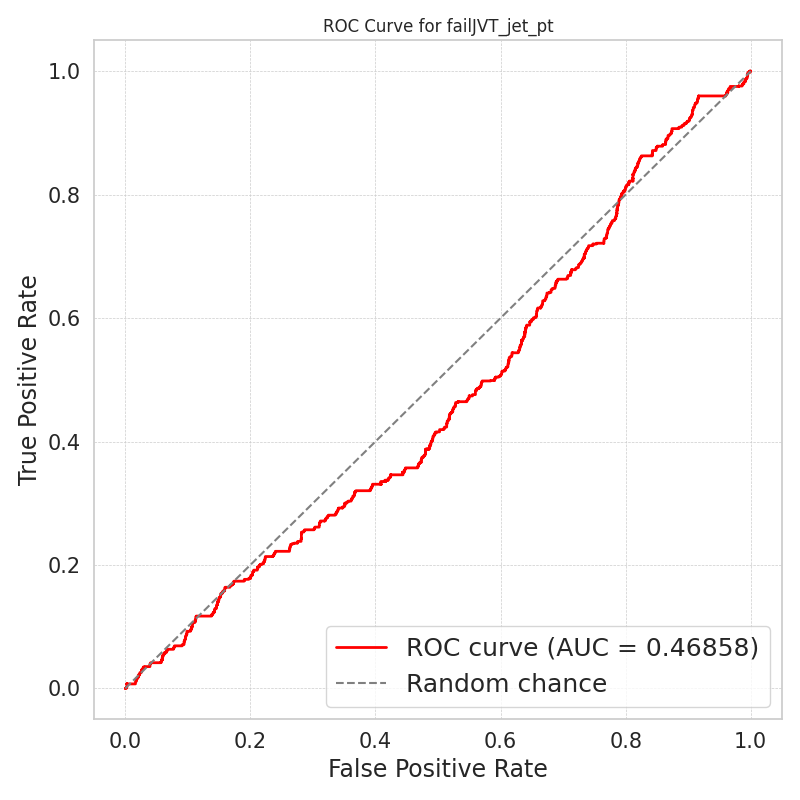 ROC Curve for failJVT_jet_pt
1.0
0.8
0.6
0.4
0.2
0.0
True Positive Rate
ROC curve (AUC = 0.46858)
Random chance
0.0 0.2 0.4 0.6 0.8 1.0
False Positive Rate